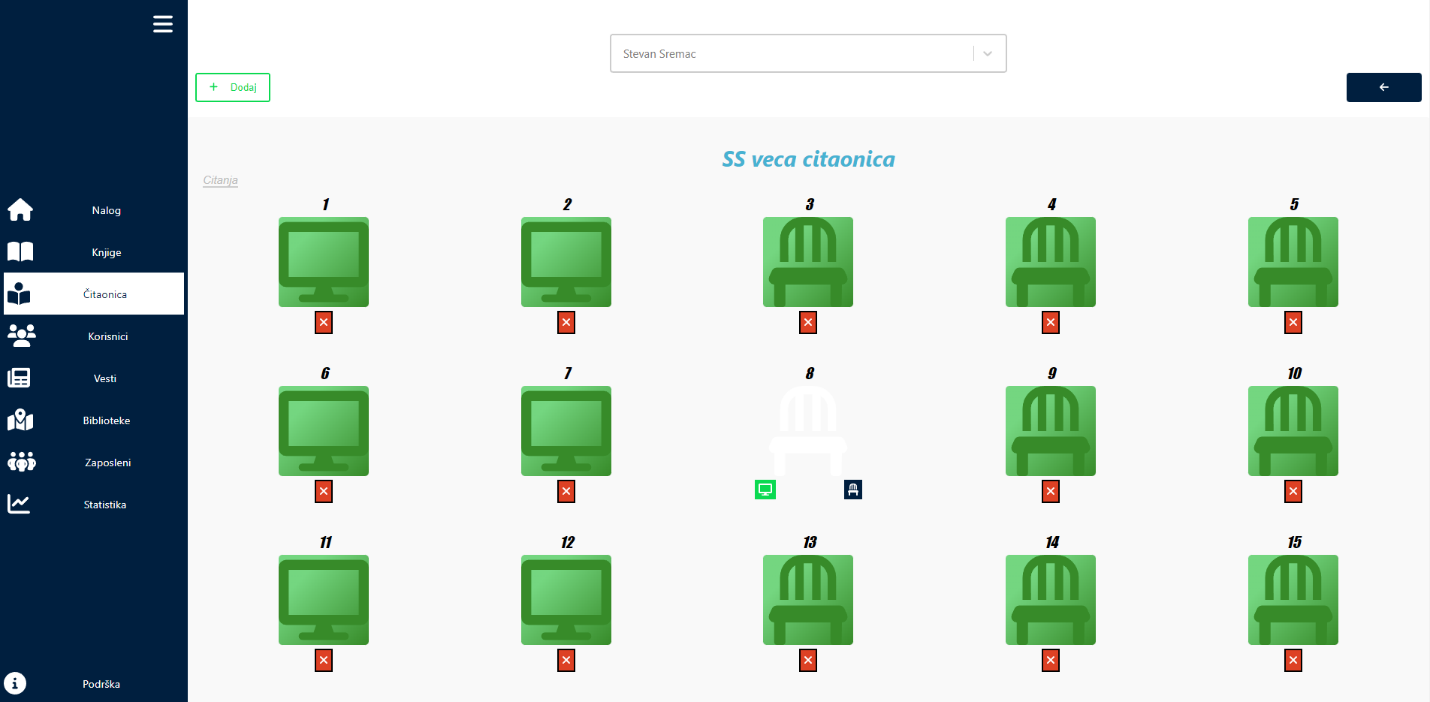 Stevan Sremac
Dodaj
SS veca citaonica
Citanja
1 2 3 4 5
Nalog
Knjige
Čitaonica
Korisnici
6 7 8 9 10
Vesti
Biblioteke
Zaposleni
Statistika
11 12 13 14 15
Podrška